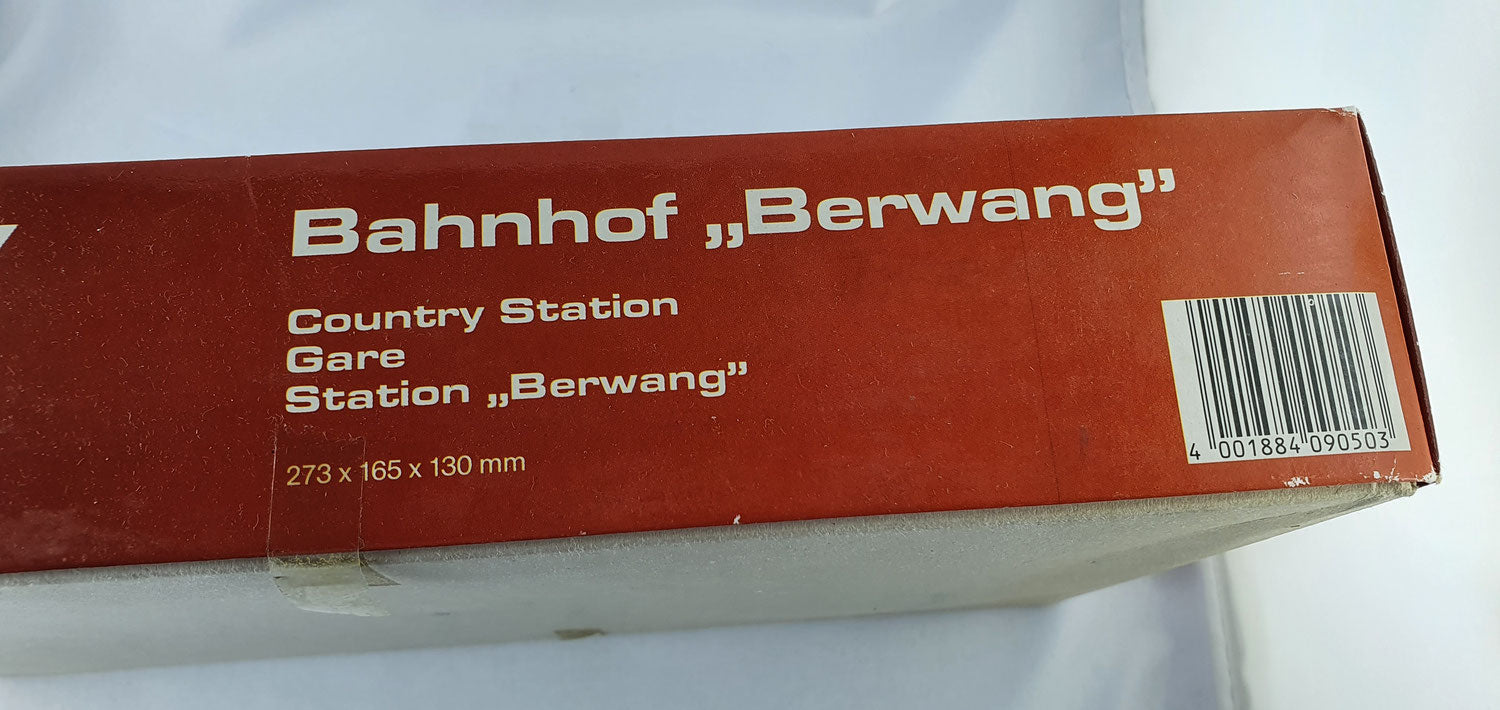 Bahnhof „Berwang”
Country Station
Gare
Station „Berwang”
273 x 165 x 130 mm
4 001884 090503